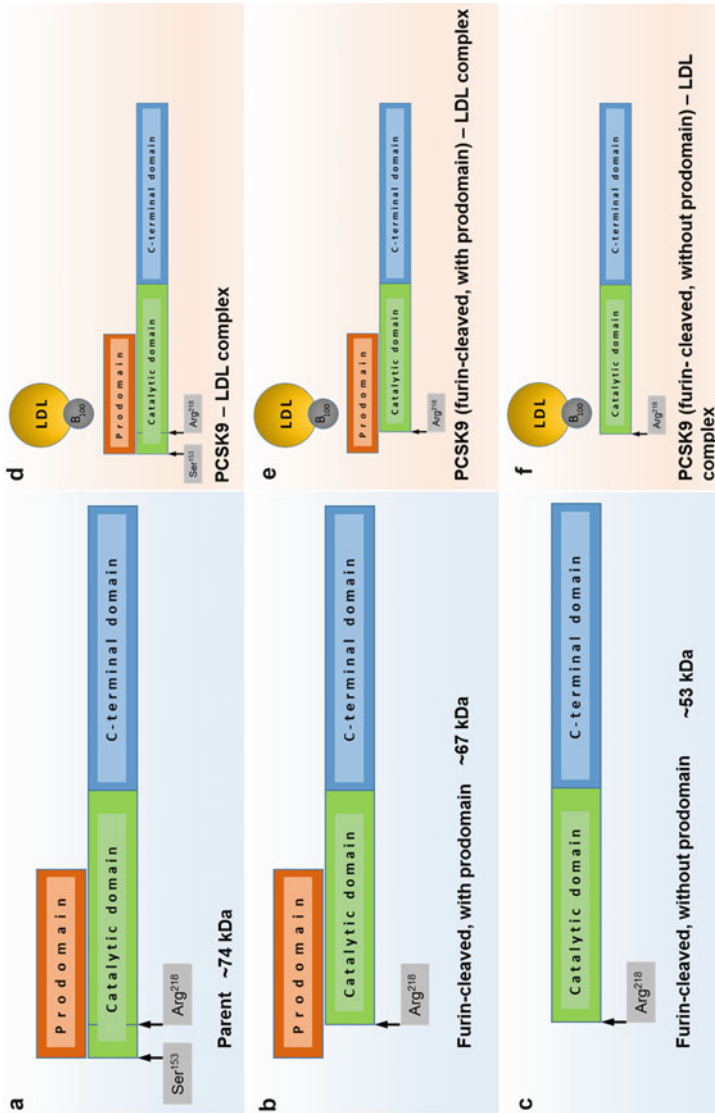 a
Prodomain
Catalytic domain
C-terminal domain
Ser153
Arg218
Parent ~74 kDa
b
Prodomain
Catalytic domain
C-terminal domain
Arg218
Furin-cleaved, with prodomain ~67 kDa
c
Catalytic domain
C-terminal domain
Arg218
Furin-cleaved, without prodomain ~53 kDa
d
LDL
B100
Prodomain
Catalytic domain
C-terminal domain
Ser153
Arg218
PCSK9 – LDL complex
e
LDL
B100
Prodomain
Catalytic domain
C-terminal domain
Arg218
PCSK9 (furin-cleaved, with prodomain) – LDL complex
f
LDL
B100
Catalytic domain
C-terminal domain
Arg218
PCSK9 (furin- cleaved, without prodomain) – LDL
complex